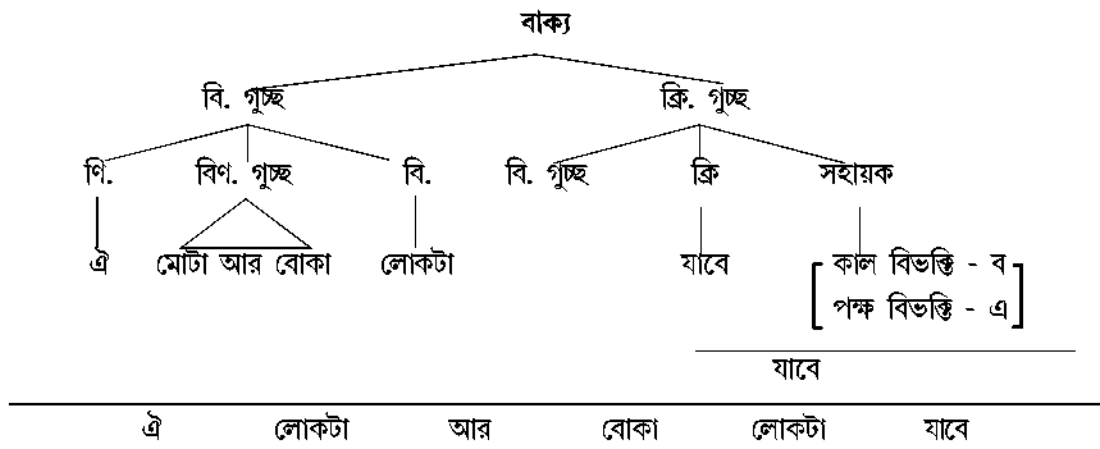 বাক্য
বি. গুচ্ছ ক্রি. গুচ্ছ
ণি. বিণ. গুচ্ছ বি. বি. গুচ্ছ ক্রি সহায়ক
ঐ মোটা আর বোকা লোকটা যাবে কাল বিভক্তি - ব
পক্ষ বিভক্তি - এ
যাবে
ঐ লোকটা আর বোকা লোকটা যাবে